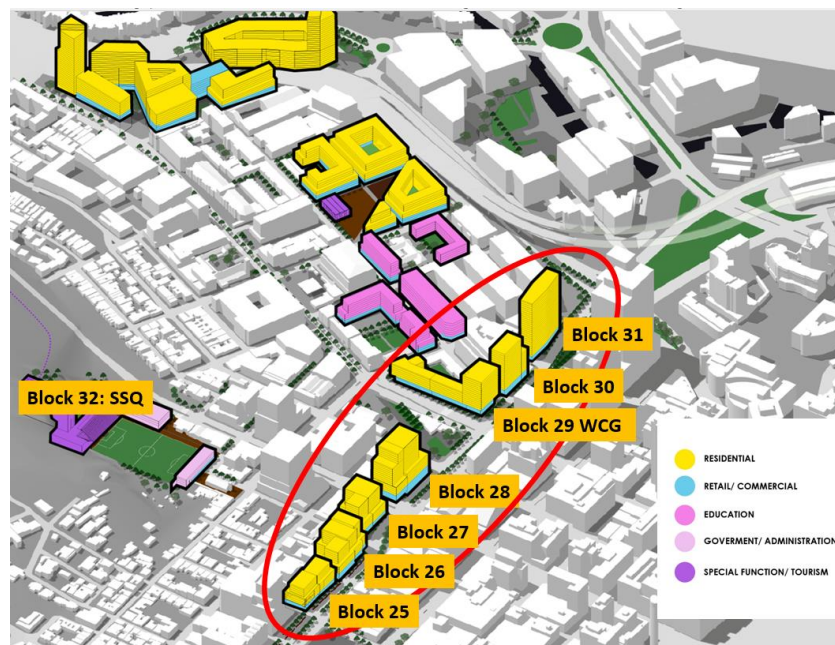 Block 31
Block 32: SSQ
Block 30
Block 29 WCG
Block 28
Block 27
Block 26
Block 25
RESIDENTIAL
RETAIL/ COMMERCIAL
EDUCATION
GOVERMENT/ ADMINISTRATION
SPECIAL FUNCTION/ TOURISM